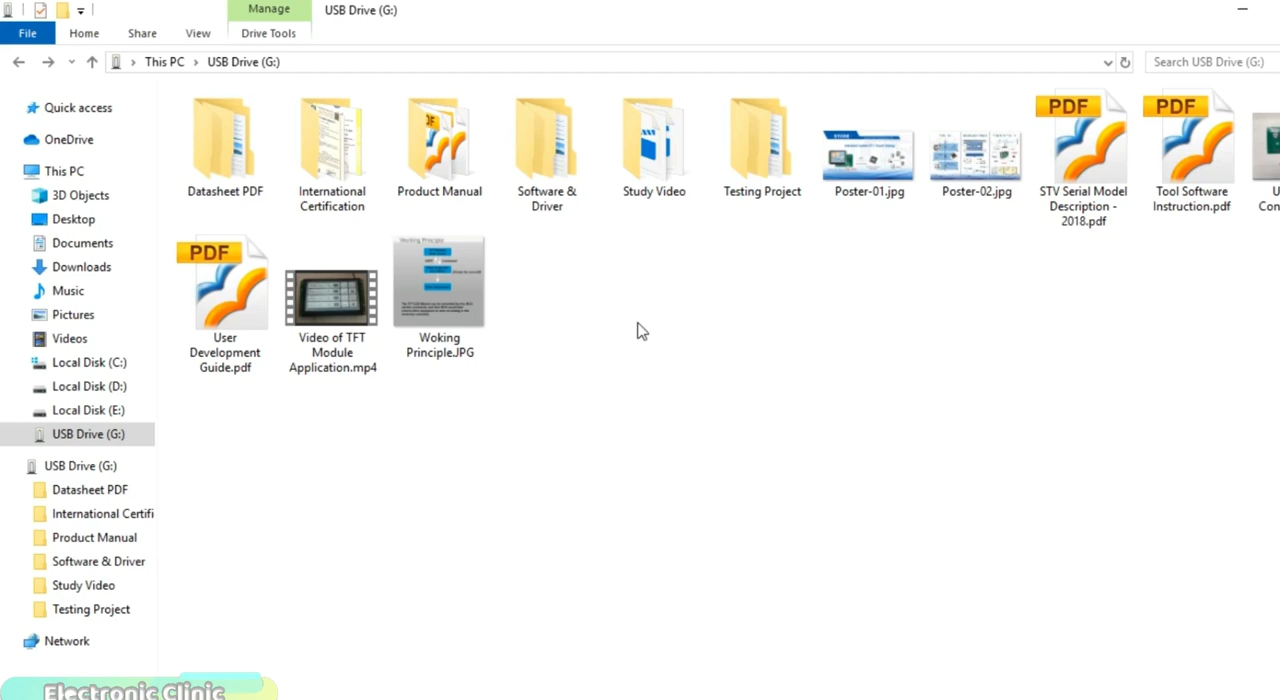 Manage
USB Drive (G:)
File
Home
Share
View
Drive Tools
This PC
USB Drive (G:)
Search USB Drive (G:)
Quick access
OneDrive
This PC
3D Objects
Desktop
Documents
Downloads
Music
Pictures
Videos
Local Disk (C:)
Local Disk (D:)
Local Disk (E:)
USB Drive (G:)
USB Drive (G:)
Datasheet PDF
International Certifi
Product Manual
Software & Driver
Study Video
Testing Project
Network
Datasheet PDF
International
Certification
Product Manual
Software &
Driver
Study Video
Testing Project
Poster-01.jpg
Poster-02.jpg
PDF
STV Serial Model
Description -
2018.pdf
PDF
Tool Software
Instruction.pdf
PDF
User
Development
Guide.pdf
Video of TFT
Module
Application.mp4
Woking
Principle.JPG
Electronic Clinic